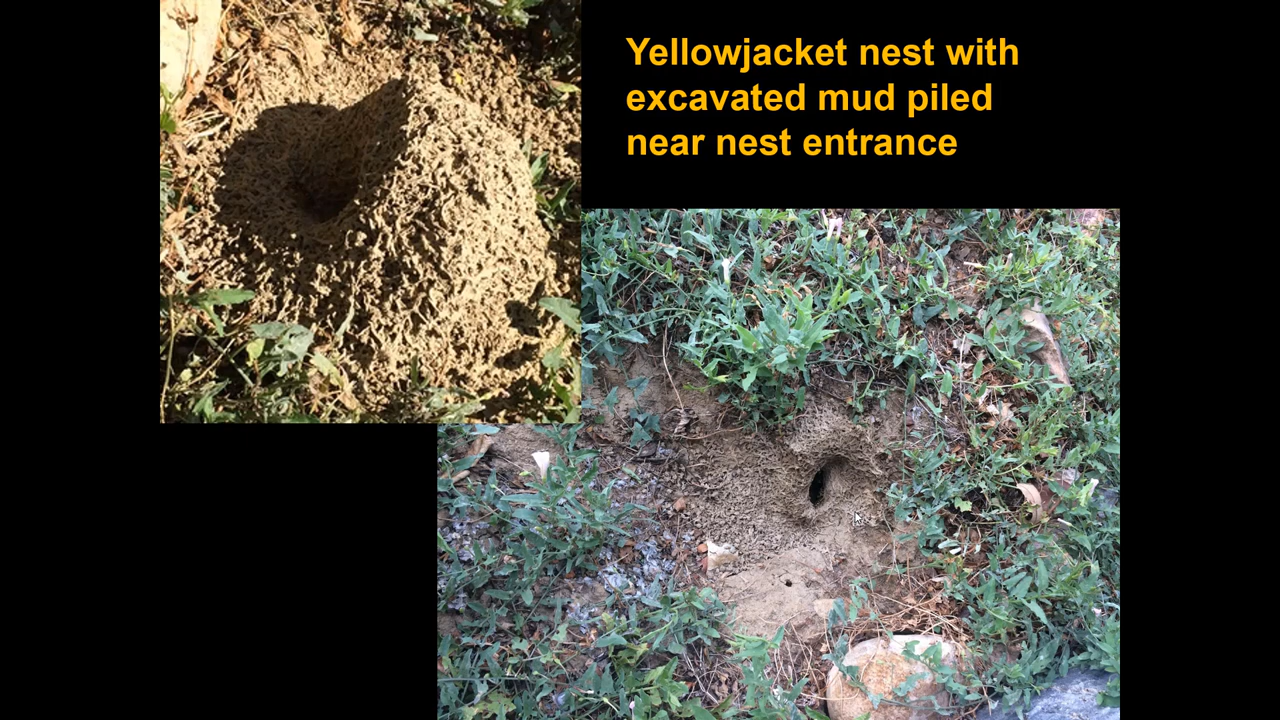 Yellowjacket nest with
excavated mud piled
near nest entrance